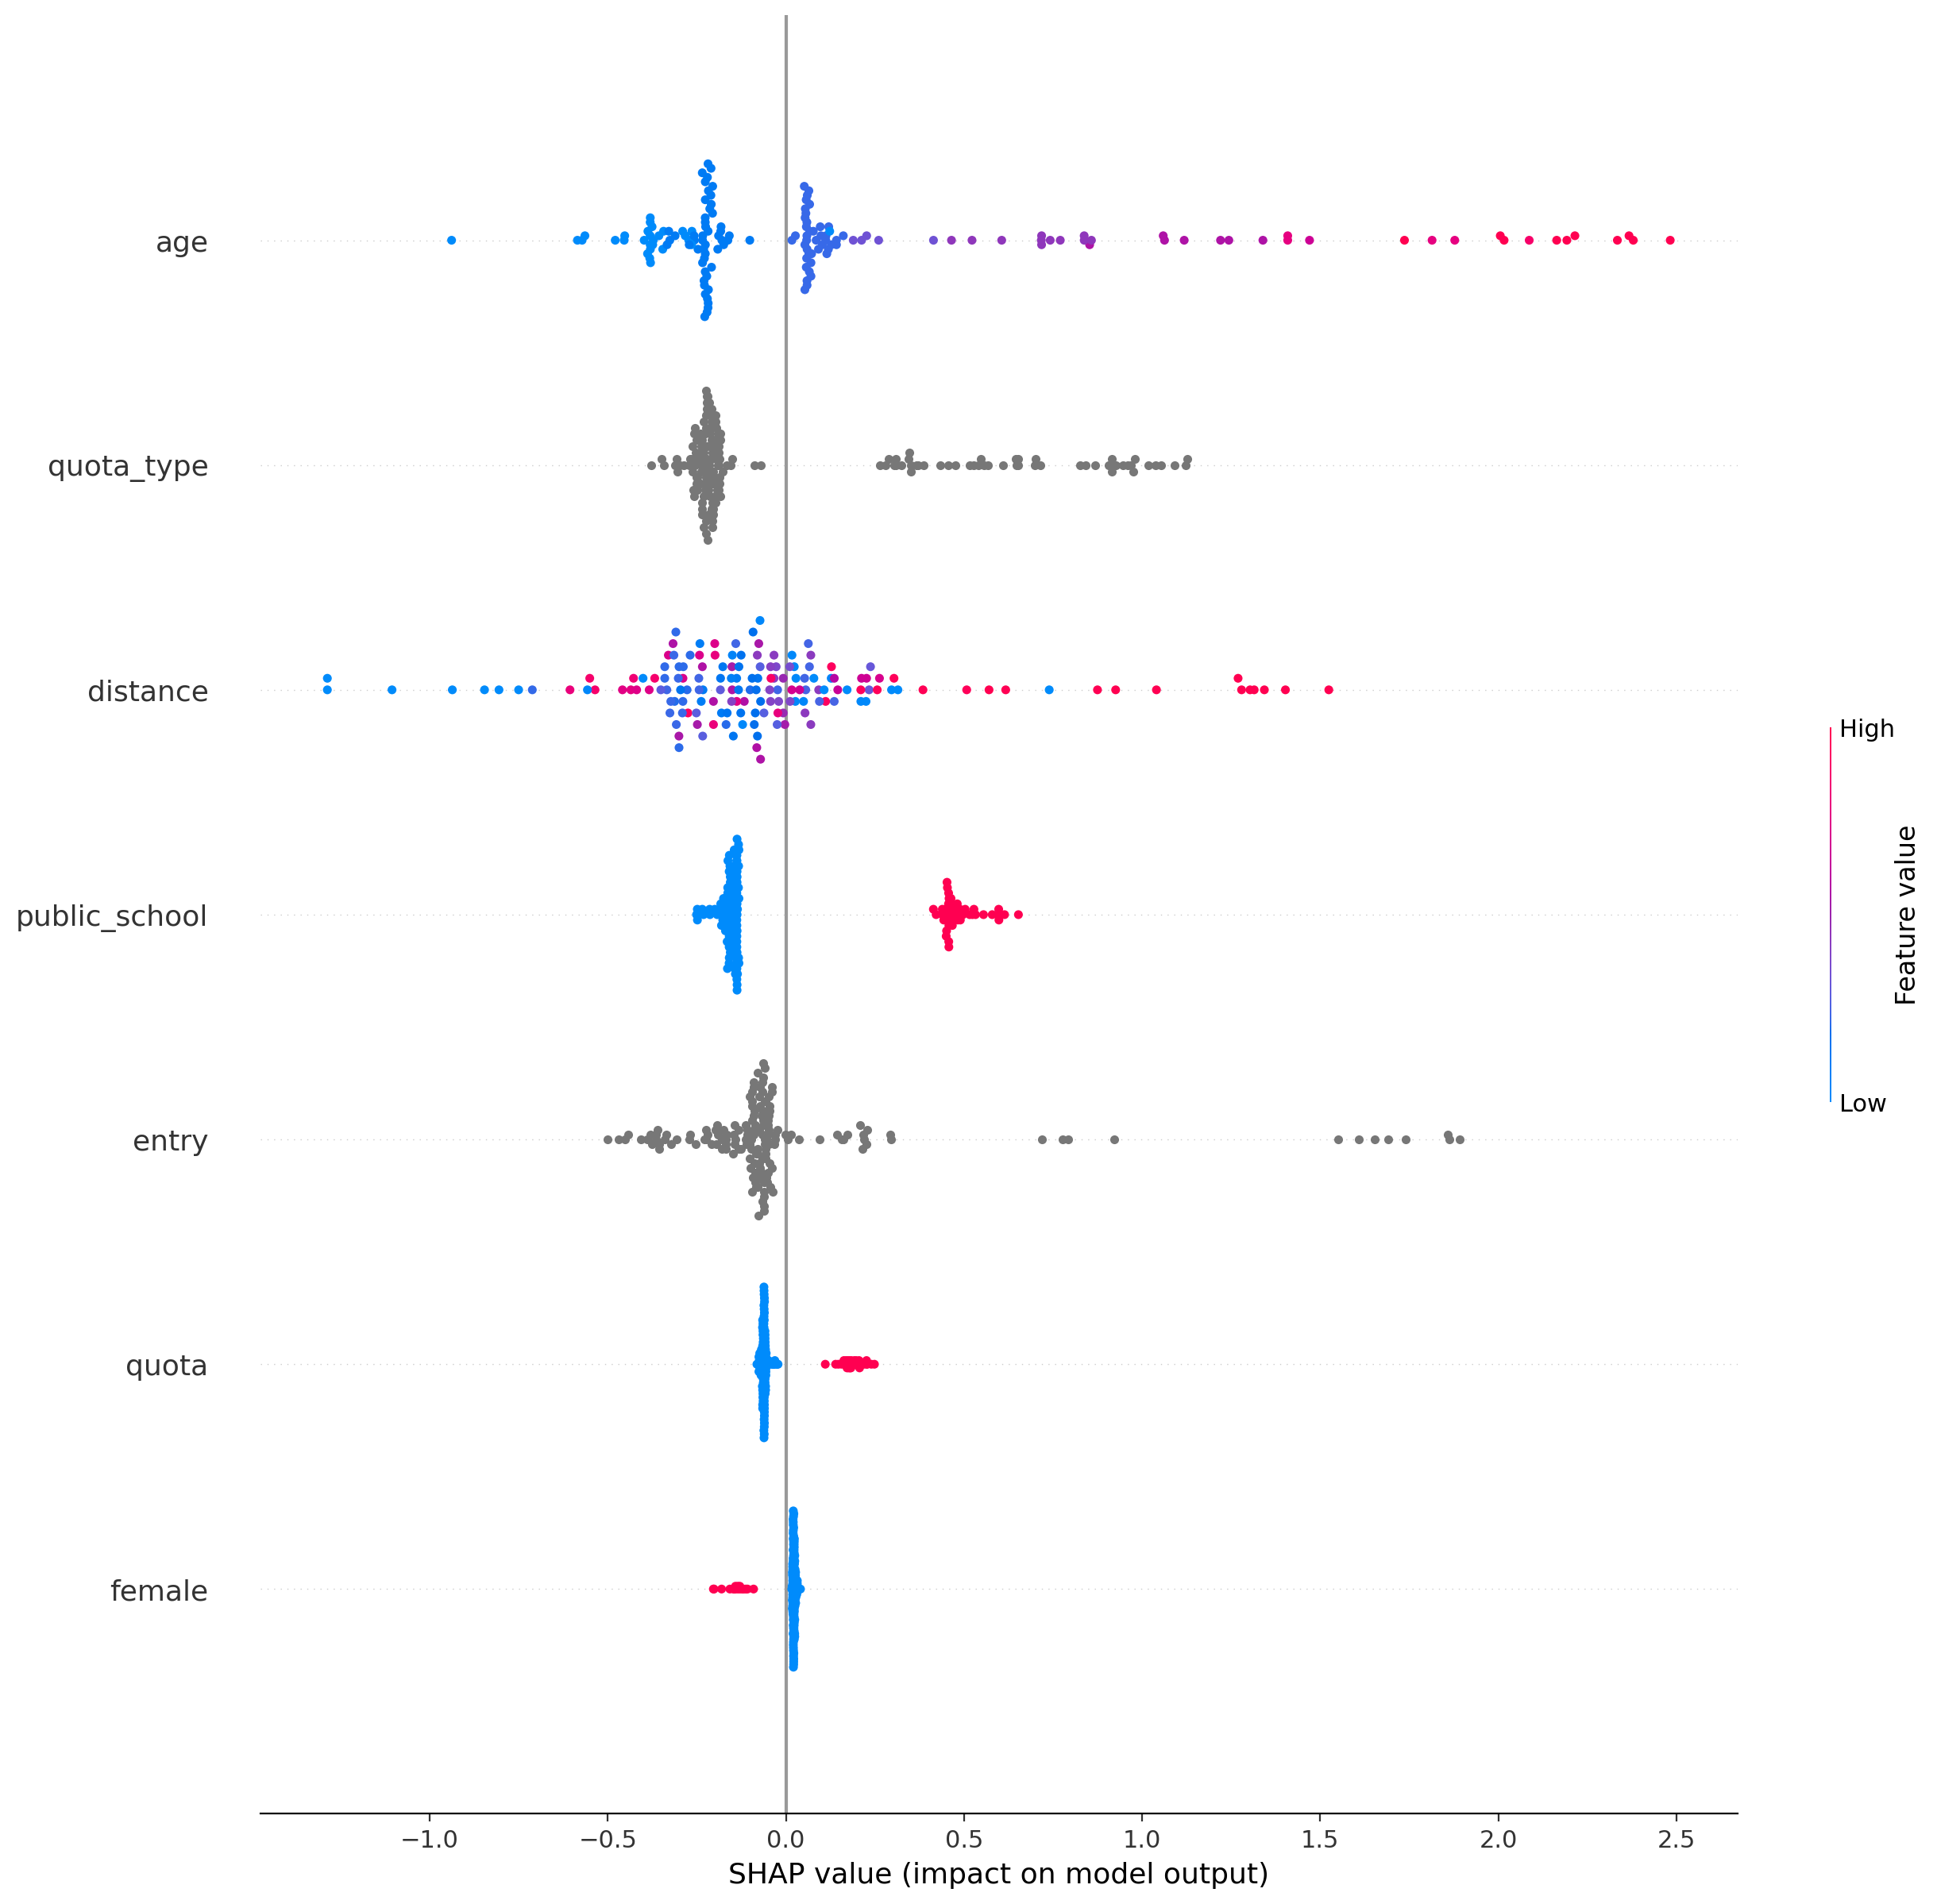 age
quota_type
distance
public_school
entry
quota
female
High
Feature value
Low
−1.0 −0.5 0.0 0.5 1.0 1.5 2.0 2.5
SHAP value (impact on model output)